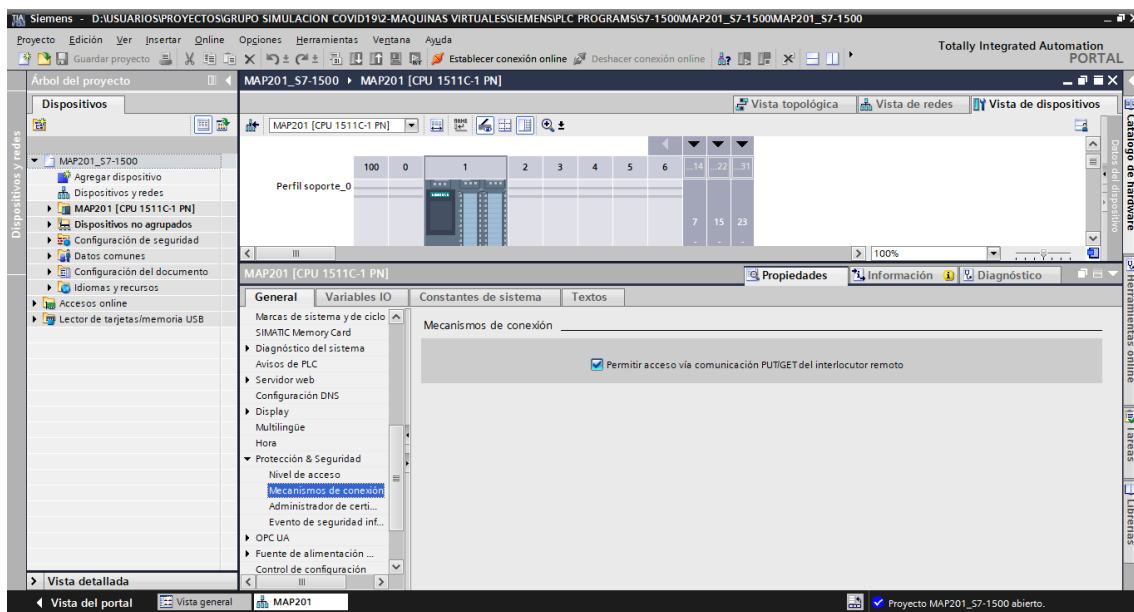 Siemens - D:\USUARIOS\PROYECTOS\GRUPO SIMULACION COVID19\2-MAQUINAS VIRTUALES\SIEMENS\PLC PROGRAMS\S7-1500\MAP201_S7-1500\MAP201_S7-1500
Proyecto Edición Ver Insertar Online Opciones Herramientas Ventana Ayuda
Totally Integrated Automation
PORTAL
Guardar proyecto
Establecer conexión online
Deshacer conexión online
Árbol del proyecto
MAP201_S7-1500 ▸ MAP201 [CPU 1511C-1 PN]
Dispositivos
Vista topológica
Vista de redes
Vista de dispositivos
MAP201 [CPU 1511C-1 PN]
Dispositivos y redes
MAP201_S7-1500
Agregar dispositivo
Dispositivos y redes
MAP201 [CPU 1511C-1 PN]
Dispositivos no agrupados
Configuración de seguridad
Datos comunes
Configuración del documento
Idiomas y recursos
Accesos online
Lector de tarjetas/memoria USB
100 0 1 2 3 4 5 6 ...14 ...22 ...31
Perfil soporte_0
SIEMENS
7 15 23
100%
Datos del dispositivo
Catálogo de hardware
Herramientas online
Tareas
Librerías
MAP201 [CPU 1511C-1 PN]
Propiedades
Información
Diagnóstico
General
Variables IO
Constantes de sistema
Textos
Marcas de sistema y de ciclo
SIMATIC Memory Card
Diagnóstico del sistema
Avisos de PLC
Servidor web
Configuración DNS
Display
Multilingüe
Hora
Protección & Seguridad
Nivel de acceso
Mecanismos de conexión
Administrador de certi...
Evento de seguridad inf...
OPC UA
Fuente de alimentación ...
Control de configuración
Mecanismos de conexión
Permitir acceso vía comunicación PUT/GET del interlocutor remoto
Vista detallada
Vista del portal
Vista general
MAP201
Proyecto MAP201_S7-1500 abierto.